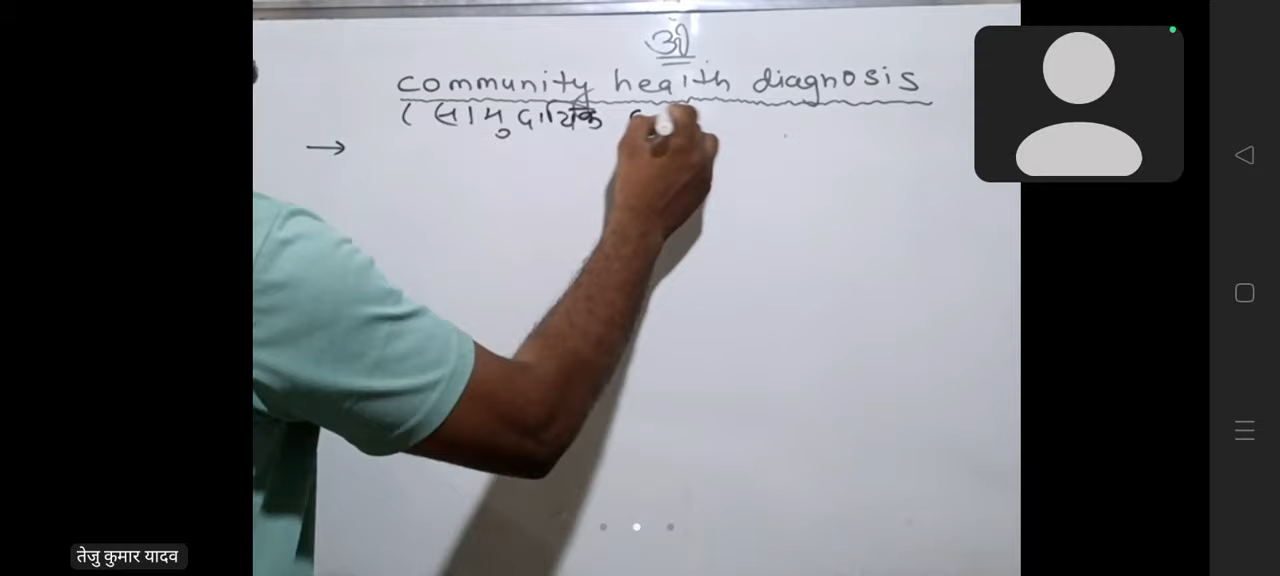 ओं
community health diagnosis
( सामुदायिक
→
तेजु कुमार यादव